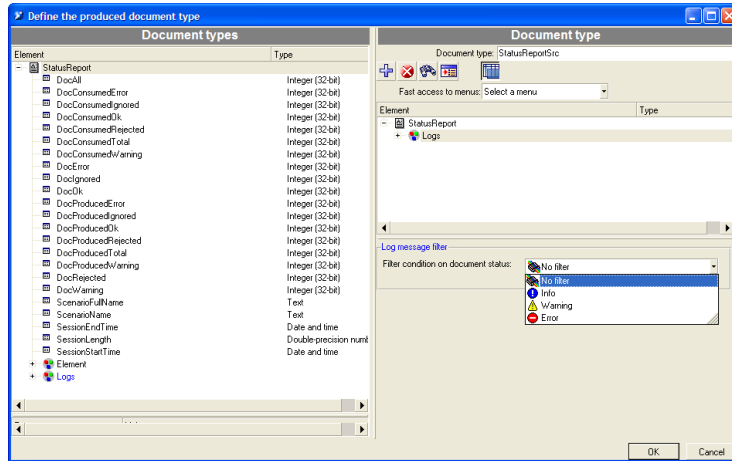 Define the produced document type
Document types
Element Type
StatusReport
DocAll Integer (32-bit)
DocConsumedError Integer (32-bit)
DocConsumedIgnored Integer (32-bit)
DocConsumedOk Integer (32-bit)
DocConsumedRejected Integer (32-bit)
DocConsumedTotal Integer (32-bit)
DocConsumedWarning Integer (32-bit)
DocError Integer (32-bit)
DocIgnored Integer (32-bit)
DocOk Integer (32-bit)
DocProducedError Integer (32-bit)
DocProducedIgnored Integer (32-bit)
DocProducedOk Integer (32-bit)
DocProducedRejected Integer (32-bit)
DocProducedTotal Integer (32-bit)
DocProducedWarning Integer (32-bit)
DocRejected Integer (32-bit)
DocWarning Integer (32-bit)
ScenarioFullName Text
ScenarioName Text
SessionEndTime Date and time
SessionLength Double-precision numb
SessionStartTime Date and time
Element
Logs
Document type
Document type: StatusReportSrc
Fast access to menus: Select a menu
Element Type
StatusReport
Logs
Log message filter
Filter condition on document status: No filter
No filter
Info
Warning
Error
OK Cancel